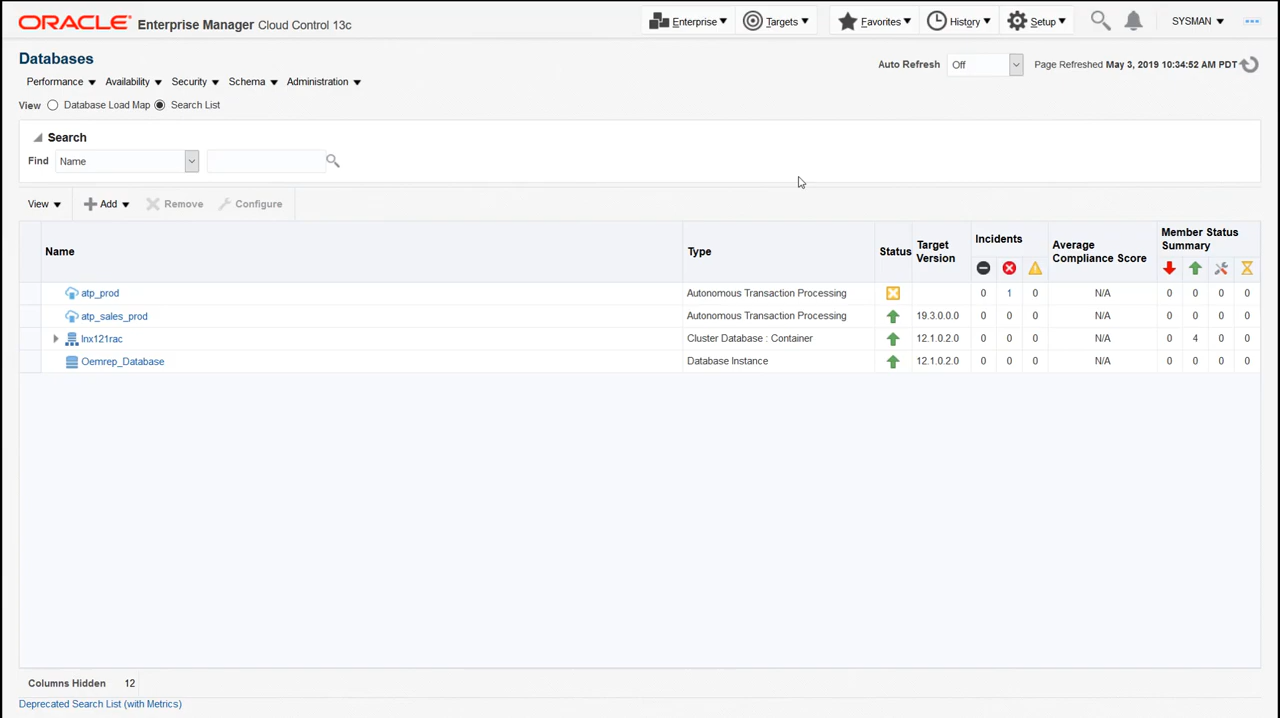 ORACLE Enterprise Manager Cloud Control 13c Enterprise Targets Favorites History Setup SYSMAN
Databases
Auto Refresh Off Page Refreshed May 3, 2019 10:34:52 AM PDT
Performance Availability Security Schema Administration
View Database Load Map Search List
Search
Find Name
View Add Remove Configure
Name Type Status Target Version Incidents Average Compliance Score Member Status Summary
atp_prod Autonomous Transaction Processing 0 1 0 N/A 0 0 0 0
atp_sales_prod Autonomous Transaction Processing 19.3.0.0.0 0 0 0 N/A 0 0 0 0
lnx121rac Cluster Database : Container 12.1.0.2.0 0 0 0 N/A 0 4 0 0
Oemrep_Database Database Instance 12.1.0.2.0 0 0 0 N/A 0 0 0 0
Columns Hidden 12
Deprecated Search List (with Metrics)